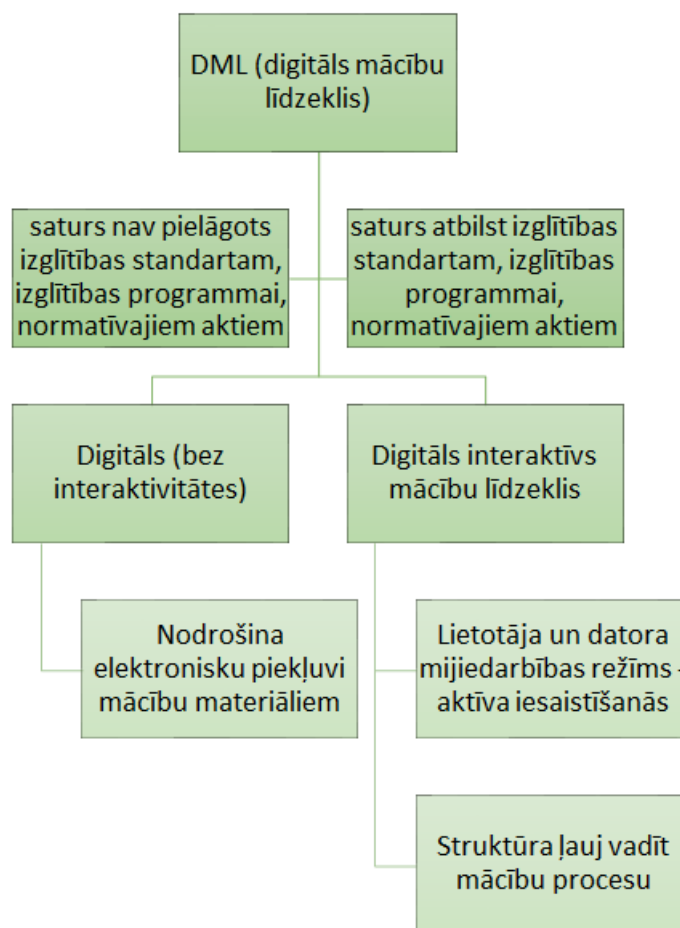 DML (digitāls mācību
līdzeklis)
saturs nav pielāgots
izglītības standartam,
izglītības programmai,
normatīvajiem aktiem
saturs atbilst izglītības
standartam, izglītības
programmai,
normatīvajiem aktiem
Digitāls (bez
interaktivitātes)
Digitāls interaktīvs
mācību līdzeklis
Nodrošina
elektronisku piekļuvi
mācību materiāliem
Lietotāja un datora
mijiedarbības režīms -
aktīva iesaistīšanās
Struktūra ļauj vadīt
mācību procesu